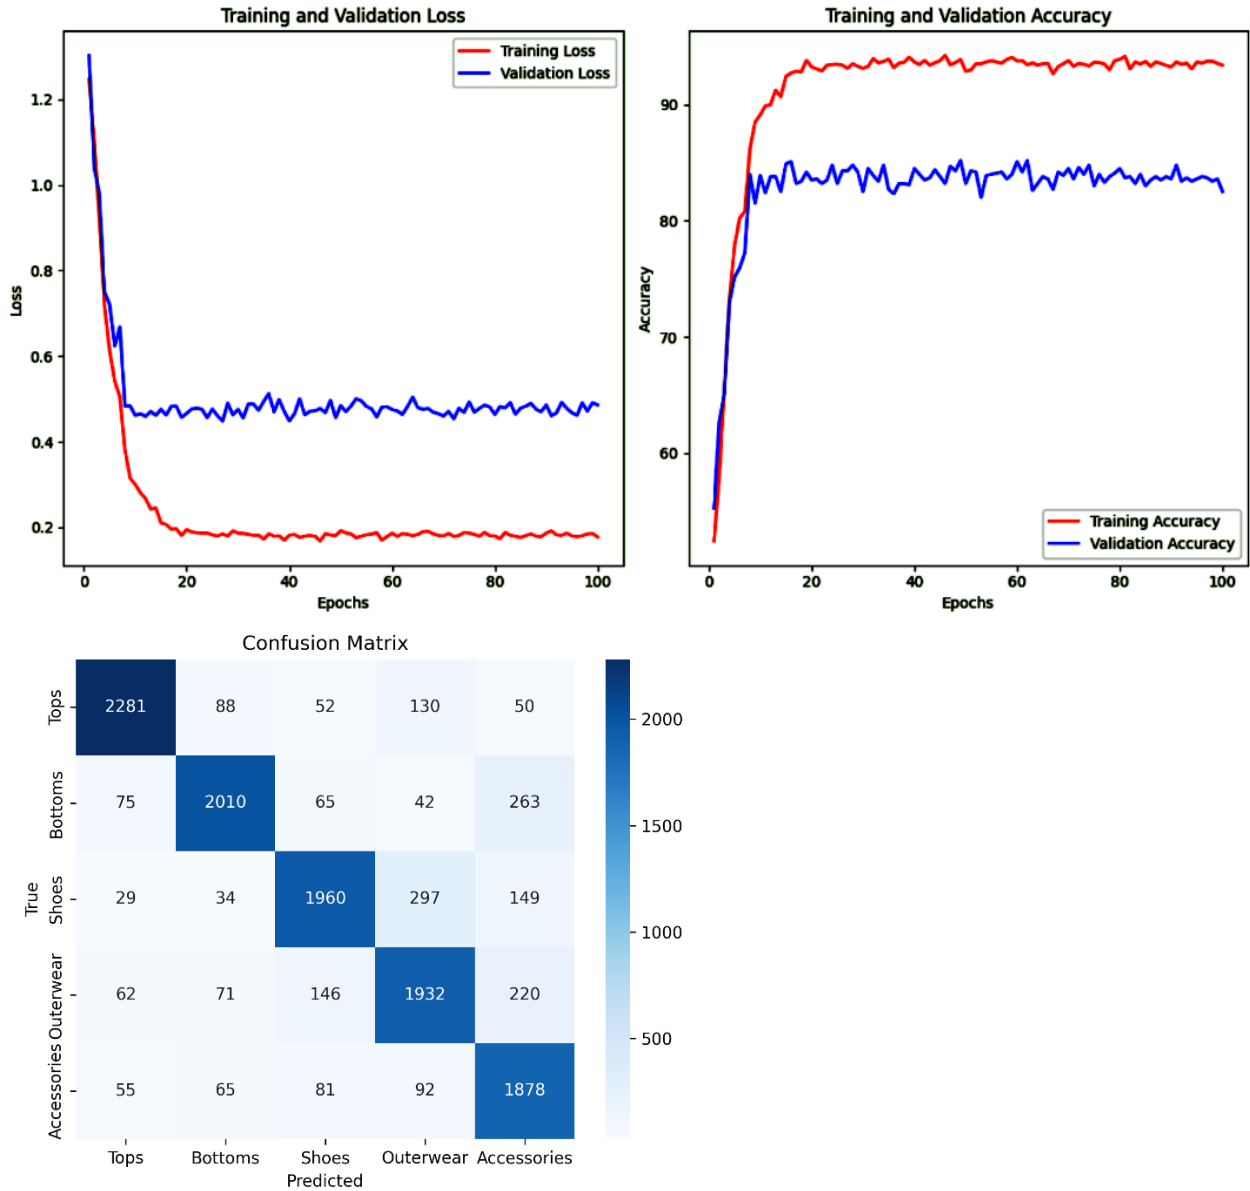 Training and Validation Loss
Training Loss
Validation Loss
1.2
1.0
0.8
0.6
0.4
0.2
Loss
0 20 40 60 80 100
Epochs
Training and Validation Accuracy
90
80
70
60
Accuracy
Training Accuracy
Validation Accuracy
0 20 40 60 80 100
Epochs
Confusion Matrix
True
Tops 2281 88 52 130 50
Bottoms 75 2010 65 42 263
Shoes 29 34 1960 297 149
Outerwear 62 71 146 1932 220
Accessories 55 65 81 92 1878
Tops Bottoms Shoes Outerwear Accessories
Predicted
2000
1500
1000
500